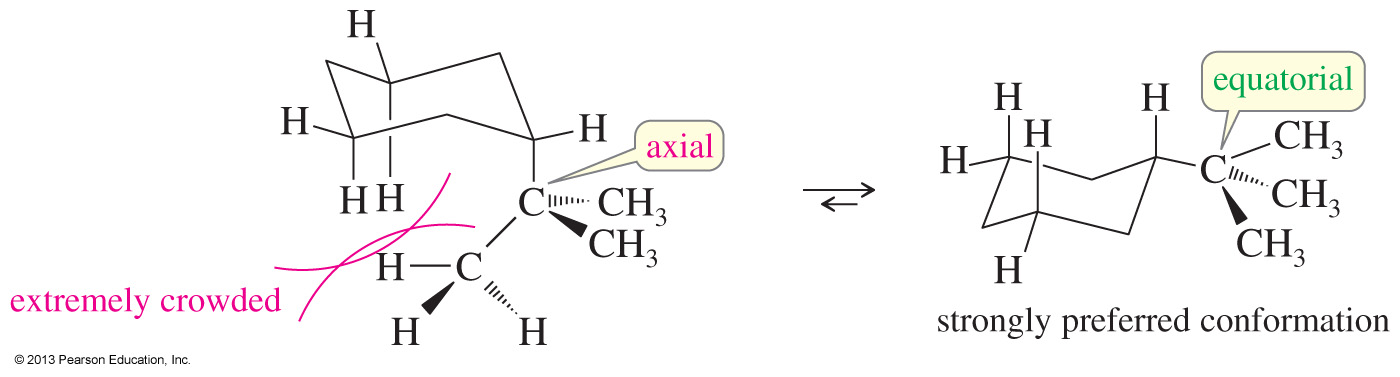 H
H
H
axial
equatorial
H
H
H
H
H
H
C
CH3
CH3
H
C
H
H
C
CH3
CH3
CH3
H
extremely crowded
strongly preferred conformation
© 2013 Pearson Education, Inc.